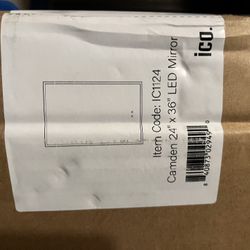 ico.
Item Code: IC1124
Camden 24" x 36" LED Mirror